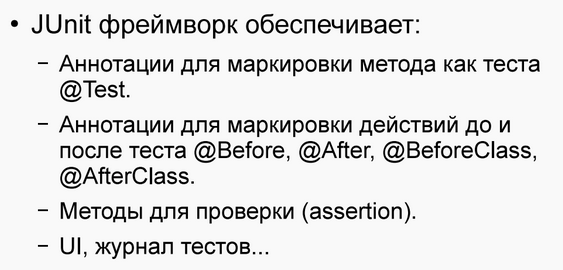 • JUnit фреймворк обеспечивает:
– Аннотации для маркировки метода как теста
@Test.
– Аннотации для маркировки действий до и
после теста @Before, @After, @BeforeClass,
@AfterClass.
– Методы для проверки (assertion).
– UI, журнал тестов...